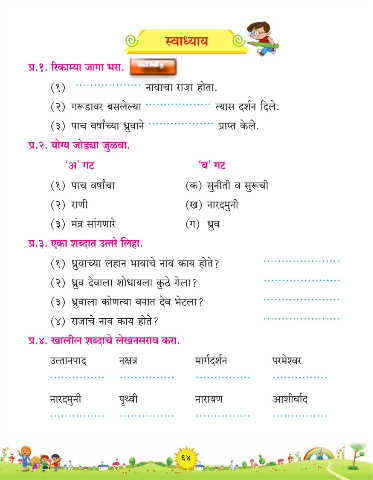 स्वाध्याय
प्र.१. रिकाम्या जागा भरा.
(१) .................. नावाचा राजा होता.
(२) गरूडावर बसलेल्या .................. त्यास दर्शन दिले.
(३) पाच वर्षांच्या ध्रुवाने .................. प्राप्त केले.
प्र.२. योग्य जोड्या जुळवा.
‘अ’ गट ‘ब’ गट
(१) पाच वर्षांचा (क) सुनीती व सुरूची
(२) राणी (ख) नारदमुनी
(३) मंत्र सांगणारे (ग) ध्रुव
प्र.३. एका शब्दात उत्तरे लिहा.
(१) ध्रुवाच्या लहान भावाचे नाव काय होते? ..................
(२) ध्रुव देवाला शोधायला कुठे गेला? ..................
(३) ध्रुवाला कोणत्या वनात देव भेटला? ..................
(४) राजाचे नाव काय होते? ..................
प्र.४. खालील शब्दाचे लेखनसराव करा.
उत्तानपाद नक्षत्र मार्गदर्शन परमेश्वर
............... ............... ............... ...............
नारदमुनी पृथ्वी नारायण आशीर्वाद
............... ............... ............... ...............
६४